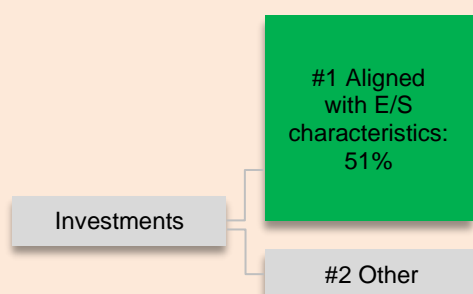 #1 Aligned
with E/S
characteristics:
51%
Investments
#2 Other